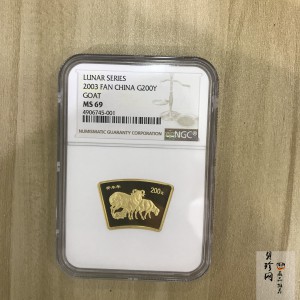 LUNAR SERIES
2003 FAN CHINA G200Y
GOAT
MS 69
4906745-001
NUMISMATIC GUARANTY CORPORATION
NGC
200元